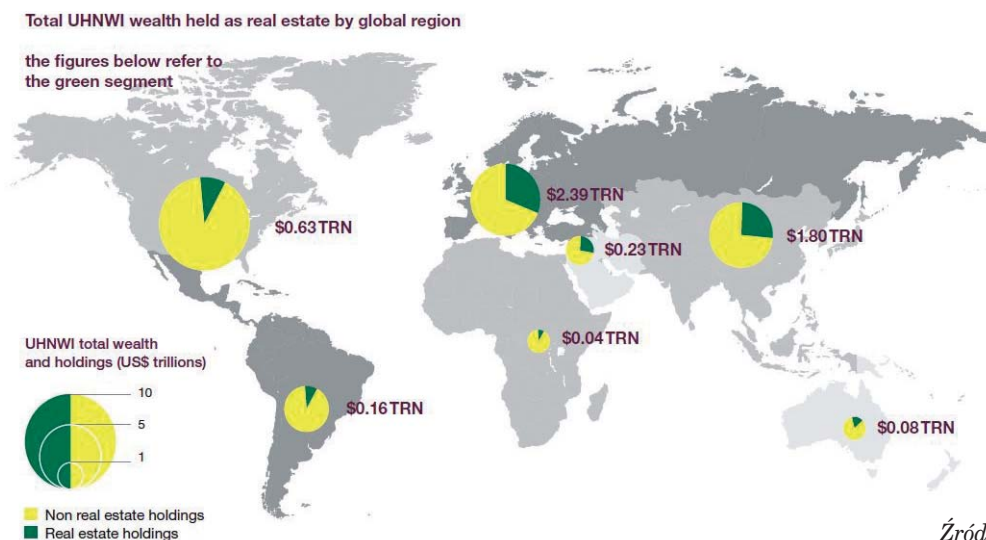 Total UHNWI wealth held as real estate by global region
the figures below refer to
the green segment
$0.63 TRN
$2.39 TRN
$0.23 TRN
$1.80 TRN
$0.04 TRN
$0.16 TRN
$0.08 TRN
UHNWI total wealth
and holdings (US$ trillions)
10
5
1
Non real estate holdings
Real estate holdings
Źród